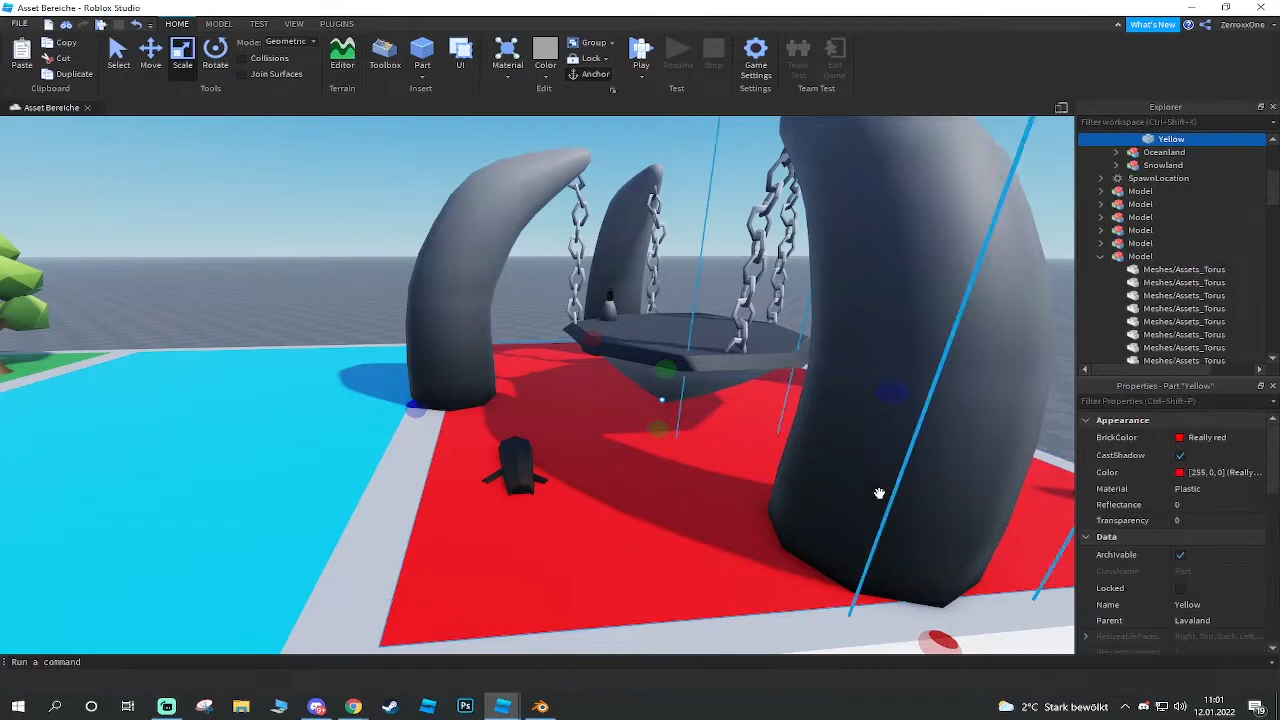 Asset Bereiche - Roblox Studio
FILE HOME MODEL TEST VIEW PLUGINS What's New ZerroxxOne
Paste Copy Cut Duplicate Clipboard
Select Move Scale Rotate Mode: Geometric Collisions Join Surfaces Tools
Editor Terrain
Toolbox Part UI Insert
Material Color Group Lock Anchor Edit
Play Resume Stop Test
Game Settings Settings
Team Test Exit Game Team Test
Asset Bereiche
Explorer
Filter workspace (Ctrl+Shift+X)
Yellow
Oceanland
Snowland
SpawnLocation
Model
Model
Model
Model
Model
Model
Meshes/Assets_Torus
Meshes/Assets_Torus
Meshes/Assets_Torus
Meshes/Assets_Torus
Meshes/Assets_Torus
Meshes/Assets_Torus
Meshes/Assets_Torus
Meshes/Assets_Torus
Properties - Part "Yellow"
Filter Properties (Ctrl+Shift+P)
Appearance
BrickColor Really red
CastShadow
Color [255, 0, 0] (Really...
Material Plastic
Reflectance 0
Transparency 0
Data
Archivable
ClassName Part
Locked
Name Yellow
Parent Lavaland
Right,Top,Back,Left...
Run a command
2°C Stark bewölkt 11:01
12.01.2022